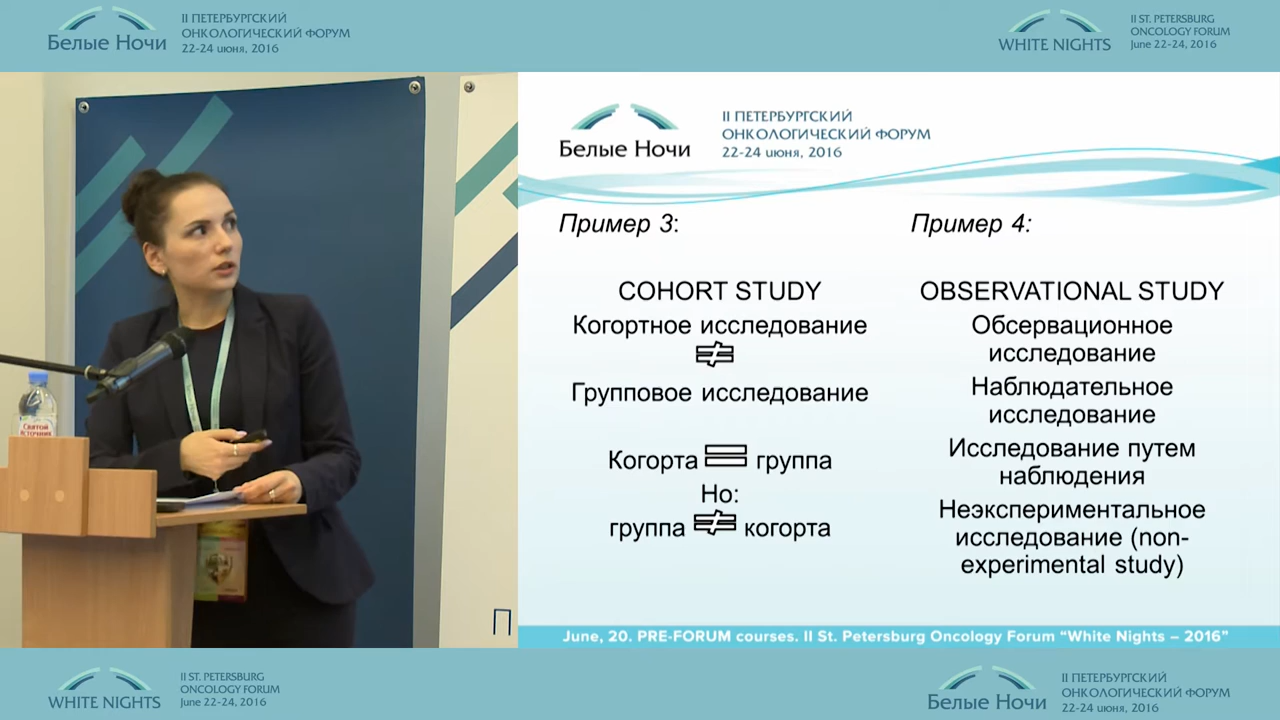 Белые Ночи
II ПЕТЕРБУРГСКИЙ
ОНКОЛОГИЧЕСКИЙ ФОРУМ
22-24 июня, 2016
WHITE NIGHTS
II ST. PETERSBURG
ONCOLOGY FORUM
June 22-24, 2016
Белые Ночи
II ПЕТЕРБУРГСКИЙ
ОНКОЛОГИЧЕСКИЙ ФОРУМ
22-24 июня, 2016
Пример 3:
COHORT STUDY
Когортное исследование
≠
Групповое исследование
Когорта = группа
Но:
группа ≠ когорта
Пример 4:
OBSERVATIONAL STUDY
Обсервационное
исследование
Наблюдательное
исследование
Исследование путем
наблюдения
Неэкспериментальное
исследование (non-
experimental study)
СВЯТОЙ
ИСТОЧНИК
П
June, 20. PRE-FORUM courses. II St. Petersburg Oncology Forum “White Nights – 2016”
WHITE NIGHTS
II ST. PETERSBURG
ONCOLOGY FORUM
June 22-24, 2016
Белые Ночи
II ПЕТЕРБУРГСКИЙ
ОНКОЛОГИЧЕСКИЙ ФОРУМ
22-24 июня, 2016